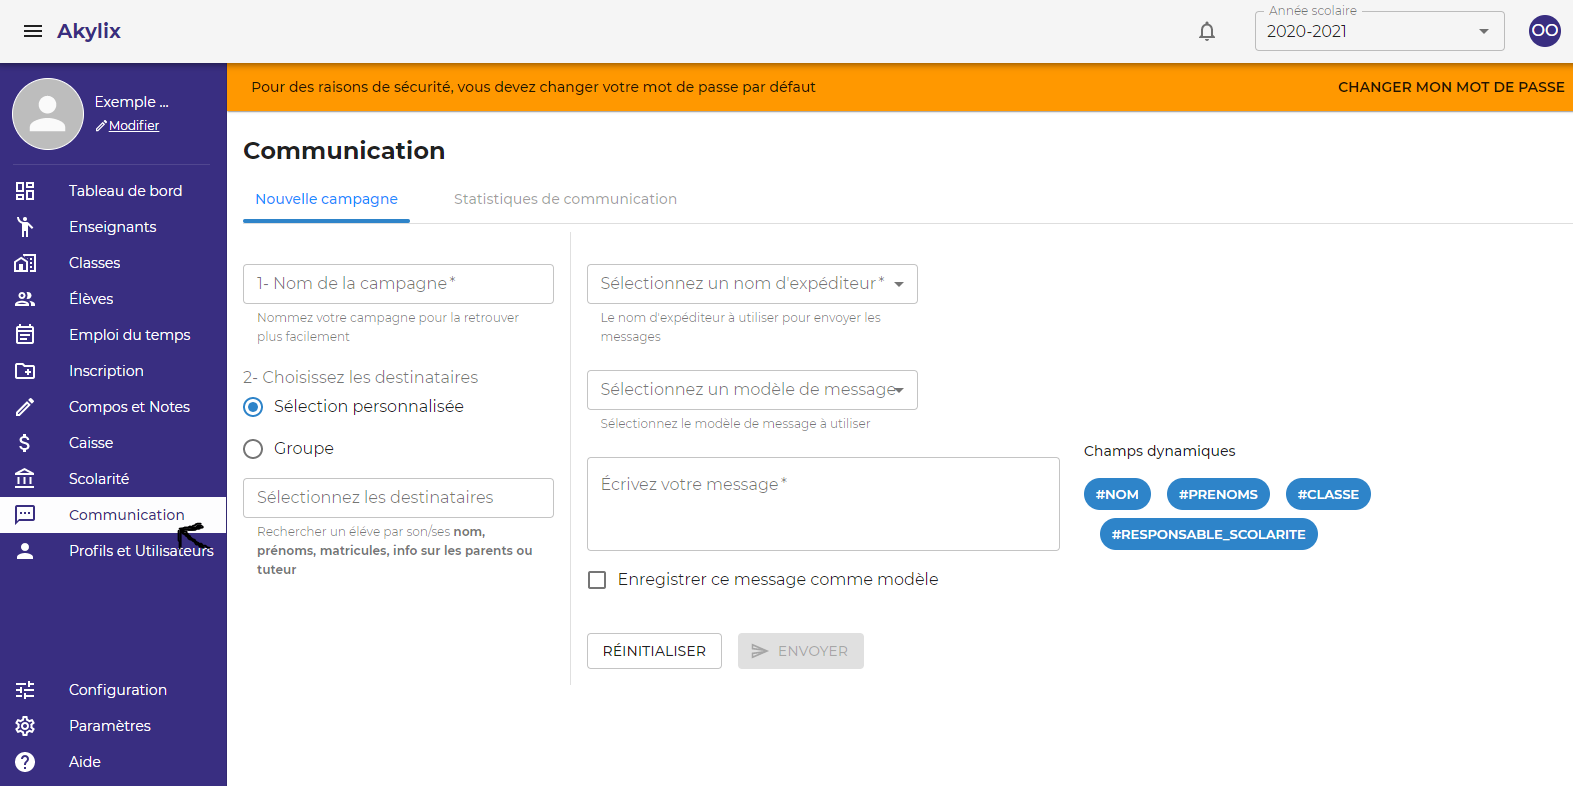 Akylix
Année scolaire
2020-2021
OO
Exemple ...
Modifier
Tableau de bord
Enseignants
Classes
Élèves
Emploi du temps
Inscription
Compos et Notes
Caisse
Scolarité
Communication
Profils et Utilisateurs
Configuration
Paramètres
Aide
Pour des raisons de sécurité, vous devez changer votre mot de passe par défaut
CHANGER MON MOT DE PASSE
Communication
Nouvelle campagne
Statistiques de communication
1- Nom de la campagne *
Nommez votre campagne pour la retrouver
plus facilement
2- Choisissez les destinataires
Sélection personnalisée
Groupe
Sélectionnez les destinataires
Rechercher un éléve par son/ses nom,
prénoms, matricules, info sur les parents ou
tuteur
Sélectionnez un nom d'expéditeur *
Le nom d'expéditeur à utiliser pour envoyer les
messages
Sélectionnez un modèle de message
Sélectionnez le modèle de message à utiliser
Écrivez votre message *
Enregistrer ce message comme modèle
RÉINITIALISER
ENVOYER
Champs dynamiques
#NOM
#PRENOMS
#CLASSE
#RESPONSABLE_SCOLARITE